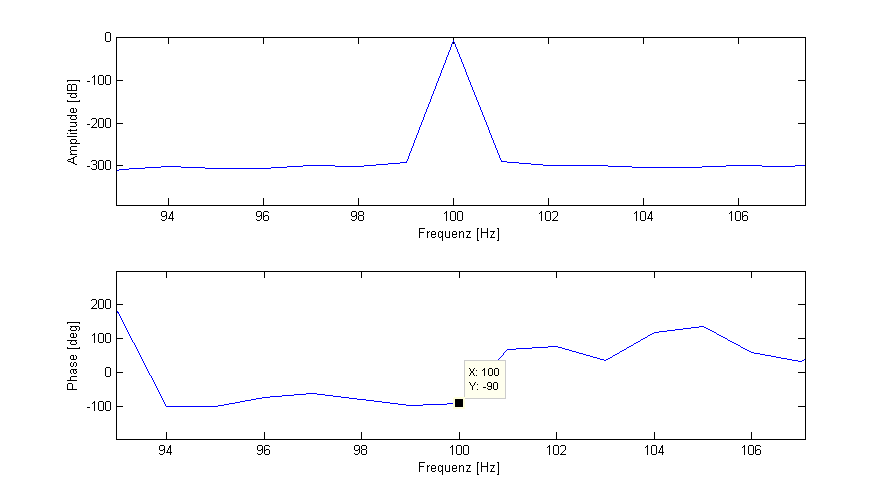 0
-100
-200
-300
Amplitude [dB]
94 96 98 100 102 104 106
Frequenz [Hz]
200
100
0
-100
Phase [deg]
X: 100
Y: -90
94 96 98 100 102 104 106
Frequenz [Hz]